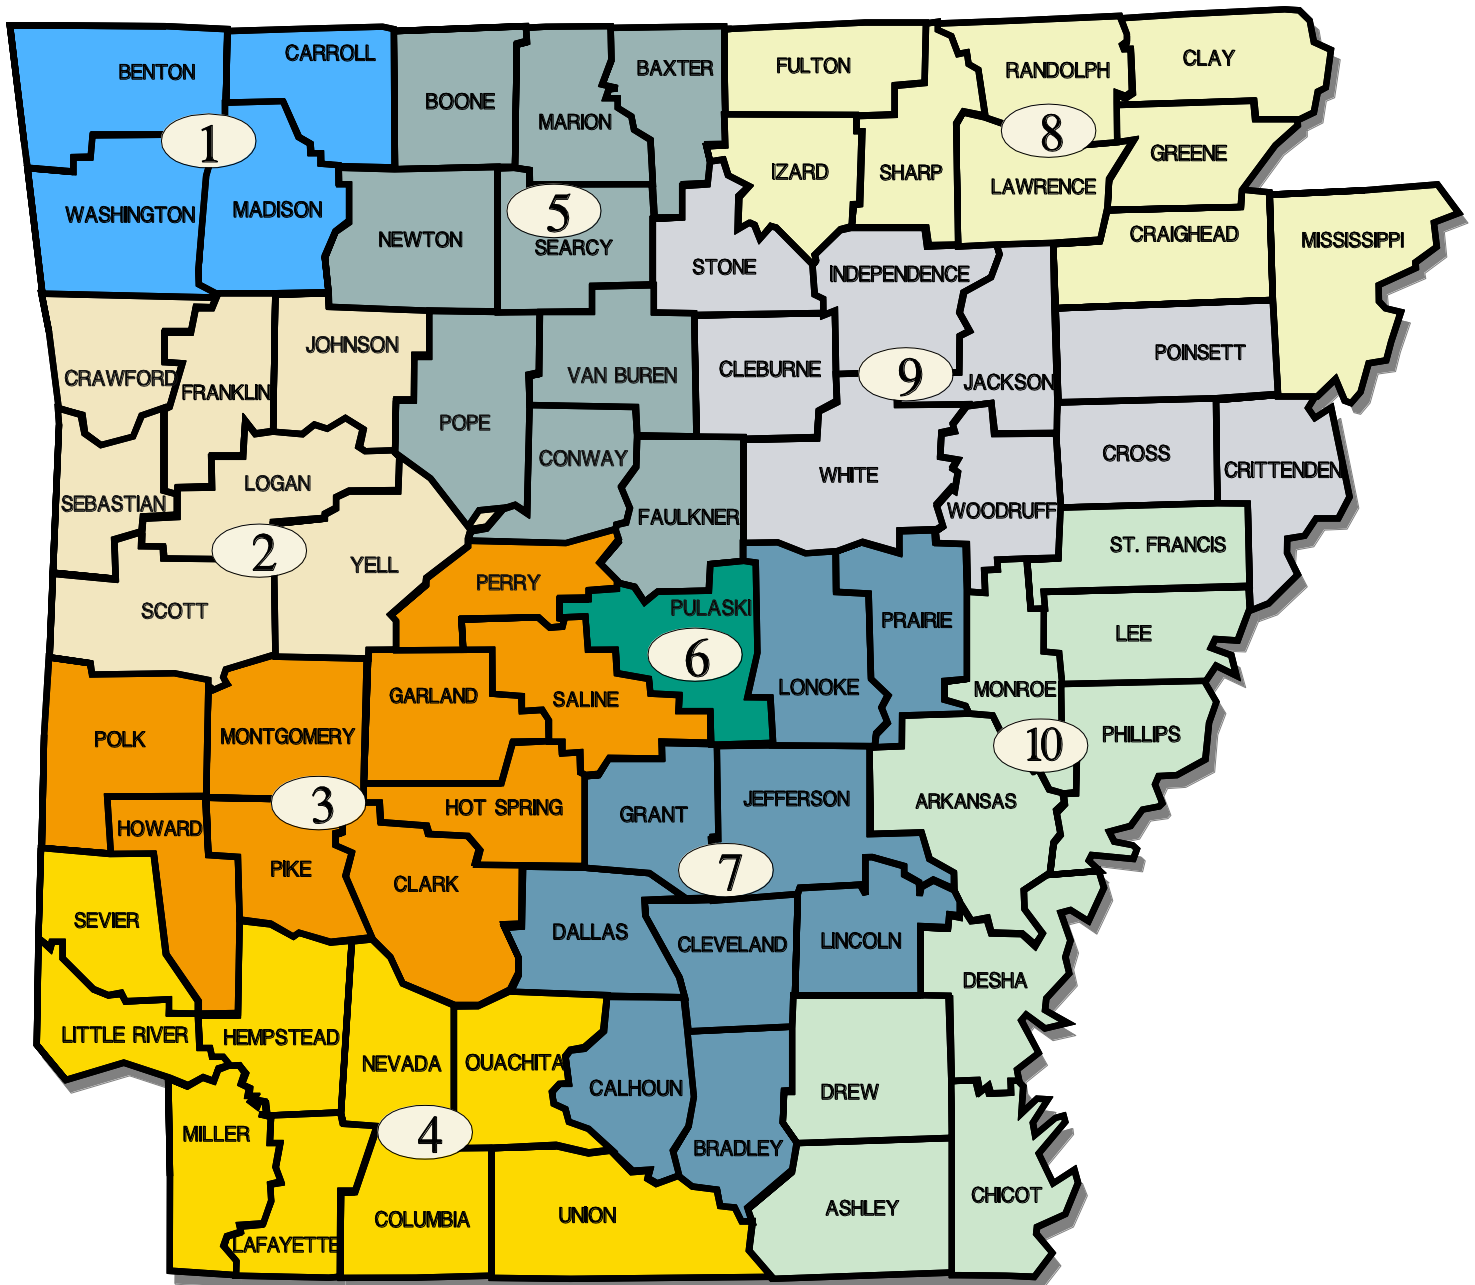 BENTON
CARROLL
1
WASHINGTON
MADISON
BOONE
MARION
BAXTER
NEWTON
5
SEARCY
POPE
VAN BUREN
CONWAY
FAULKNER
FULTON
RANDOLPH
CLAY
8
IZARD
SHARP
LAWRENCE
GREENE
CRAIGHEAD
MISSISSIPPI
STONE
INDEPENDENCE
CLEBURNE
9
JACKSON
POINSETT
WHITE
CROSS
CRITTENDEN
WOODRUFF
CRAWFORD
FRANKLIN
JOHNSON
SEBASTIAN
LOGAN
2
YELL
SCOTT
PERRY
PULASKI
6
GARLAND
SALINE
POLK
MONTGOMERY
3
HOT SPRING
HOWARD
PIKE
CLARK
LONOKE
PRAIRIE
GRANT
JEFFERSON
7
DALLAS
CLEVELAND
LINCOLN
CALHOUN
BRADLEY
ST. FRANCIS
LEE
MONROE
PHILLIPS
10
ARKANSAS
DESHA
DREW
ASHLEY
CHICOT
SEVIER
LITTLE RIVER
HEMPSTEAD
NEVADA
OUACHITA
4
MILLER
LAFAYETTE
COLUMBIA
UNION